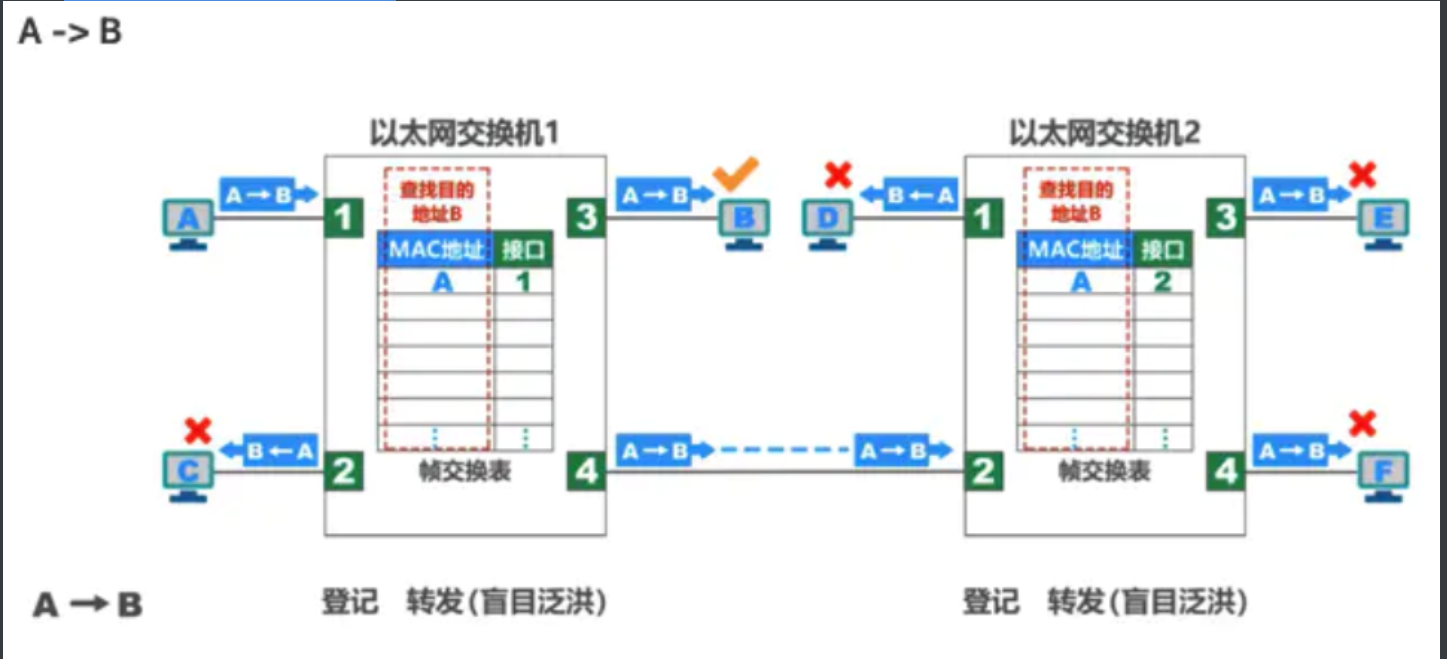 A -> B
以太网交换机1
以太网交换机2
A→B
查找目的
地址B
A→B
B←A
查找目的
地址B
A→B
A
1
3
B
D
1
3
E
MAC地址 接口
MAC地址 接口
A 1
A 2
B←A
A→B
A→B
A→B
C
2
帧交换表
4
2
帧交换表
4
F
A→B
登记 转发(盲目泛洪)
登记 转发(盲目泛洪)